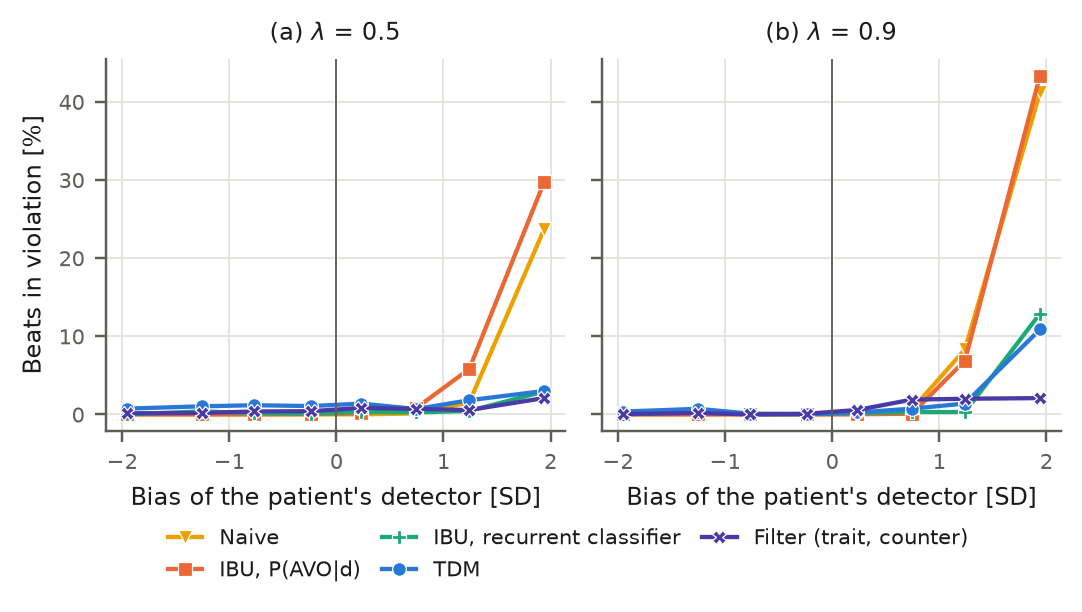 (a) λ = 0.5
(b) λ = 0.9
Beats in violation [%]
40
30
20
10
0
−2 −1 0 1 2
−2 −1 0 1 2
Bias of the patient's detector [SD]
Bias of the patient's detector [SD]
Naive
IBU, recurrent classifier
Filter (trait, counter)
IBU, P(AVO|d)
TDM